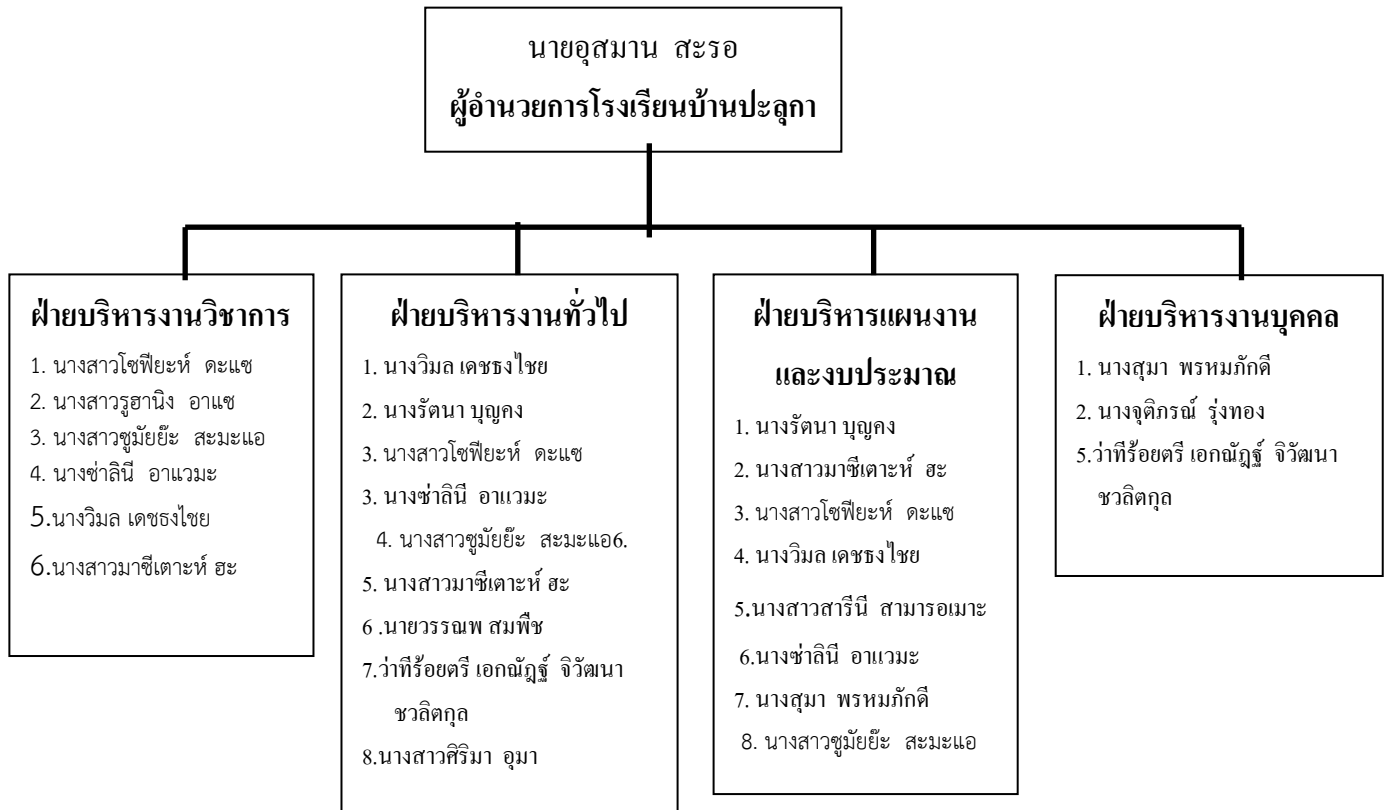 นายอุสมาน สะรอ
ผู้อำนวยการโรงเรียนบ้านปะลุกา
ฝ่ายบริหารงานวิชาการ
1. นางสาวโซฟียะห์ ดะแซ
2. นางสาวรูฮานิง อาแซ
3. นางสาวซูมัยย๊ะ สะมะแอ
4. นางซ่าลินี อาแวมะ
5.นางวิมล เดชธงไชย
6.นางสาวมาซีเตาะห์ ฮะ
ฝ่ายบริหารงานทั่วไป
1. นางวิมล เดชธงไชย
2. นางรัตนา บุญคง
3. นางสาวโซฟียะห์ ดะแซ
3. นางซ่าลินี อาแวมะ
4. นางสาวซูมัยย๊ะ สะมะแอ6.
5. นางสาวมาซีเตาะห์ ฮะ
6 .นายวรรณพ สมพืช
7.ว่าที่ร้อยตรี เอกณัฎฐ์ จิวัฒนา
ชวลิตกุล
8.นางสาวศิริมา อุมา
ฝ่ายบริหารแผนงาน
และงบประมาณ
1. นางรัตนา บุญคง
2. นางสาวมาซีเตาะห์ ฮะ
3. นางสาวโซฟียะห์ ดะแซ
4. นางวิมล เดชธงไชย
5.นางสาวสารีนี สามารอเมาะ
6.นางซ่าลินี อาแวมะ
7. นางสุมา พรหมภักดี
8. นางสาวซูมัยย๊ะ สะมะแอ
ฝ่ายบริหารงานบุคคล
1. นางสุมา พรหมภักดี
2. นางจุติภรณ์ รุ่งทอง
5.ว่าที่ร้อยตรี เอกณัฎฐ์ จิวัฒนา
ชวลิตกุล